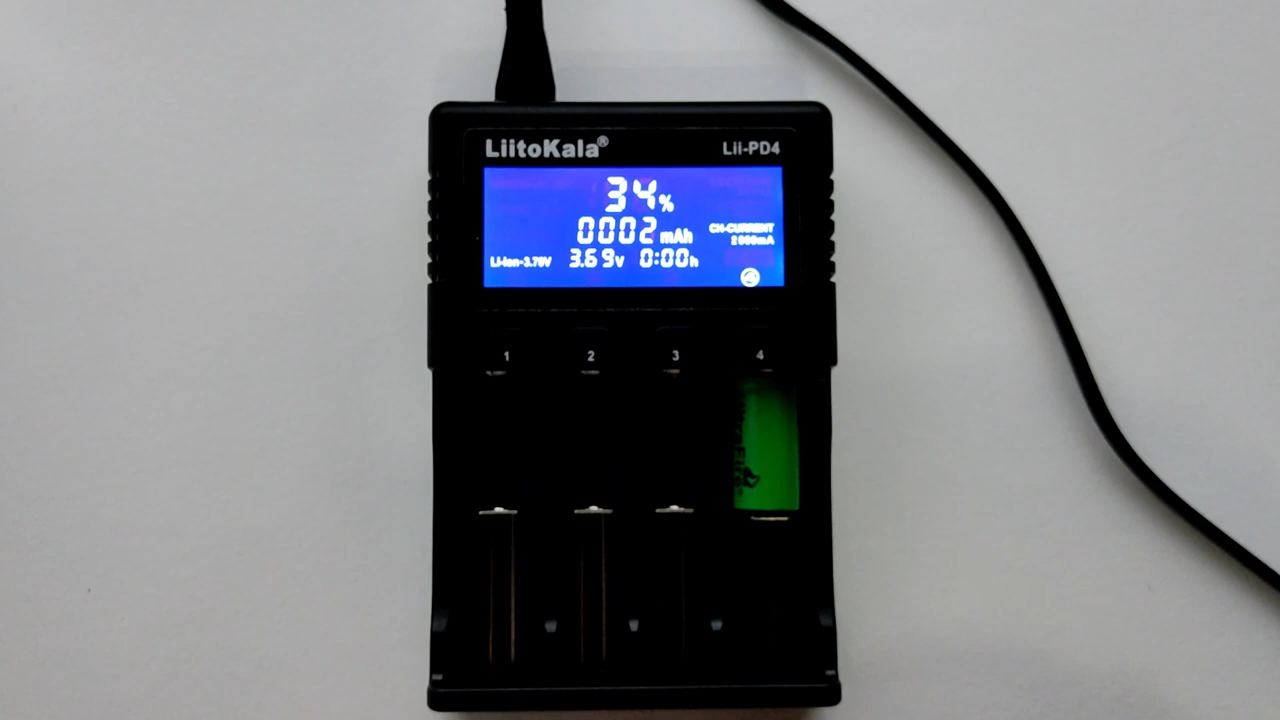 LiitoKala® Lii-PD4
34%
0002 mAh
CH-CURRENT
2000mA
Li-ion-3.70V 3.69v 0:00h
1 2 3 4